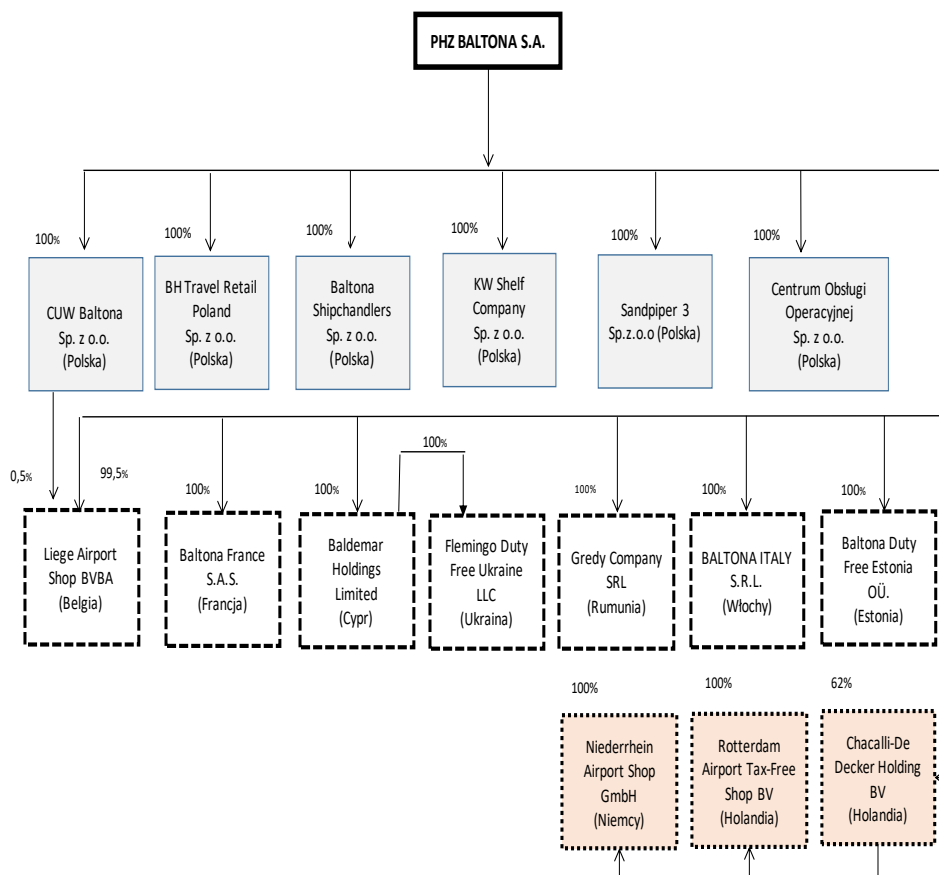 PHZ BALTONA S.A.
100%
100%
100%
100%
100%
100%
CUW Baltona
Sp. z o.o.
(Polska)
BH Travel Retail
Poland
Sp. z o.o.
(Polska)
Baltona
Shipchandlers
Sp. z o.o.
(Polska)
KW Shelf
Company
Sp. z o.o.
(Polska)
Sandpiper 3
Sp.z.o.o (Polska)
Centrum Obsługi
Operacyjnej
Sp. z o.o.
(Polska)
0,5%
99,5%
100%
100%
100%
100%
100%
100%
Liege Airport
Shop BVBA
(Belgia)
Baltona France
S.A.S.
(Francja)
Baldemar
Holdings
Limited
(Cypr)
Flemingo Duty
Free Ukraine
LLC
(Ukraina)
Gredy Company
SRL
(Rumunia)
BALTONA ITALY
S.R.L.
(Włochy)
Baltona Duty
Free Estonia
OÜ.
(Estonia)
100%
100%
62%
Niederrhein
Airport Shop
GmbH
(Niemcy)
Rotterdam
Airport Tax-Free
Shop BV
(Holandia)
Chacalli-De
Decker Holding
BV
(Holandia)